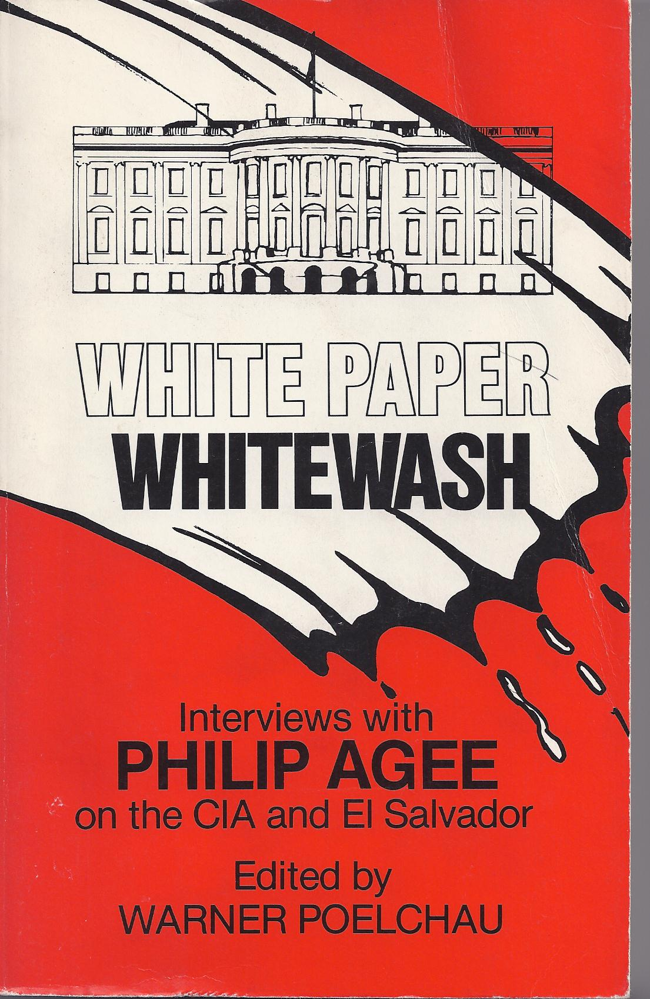 WHITE PAPER
WHITEWASH
Interviews with
PHILIP AGEE
on the CIA and El Salvador
Edited by
WARNER POELCHAU